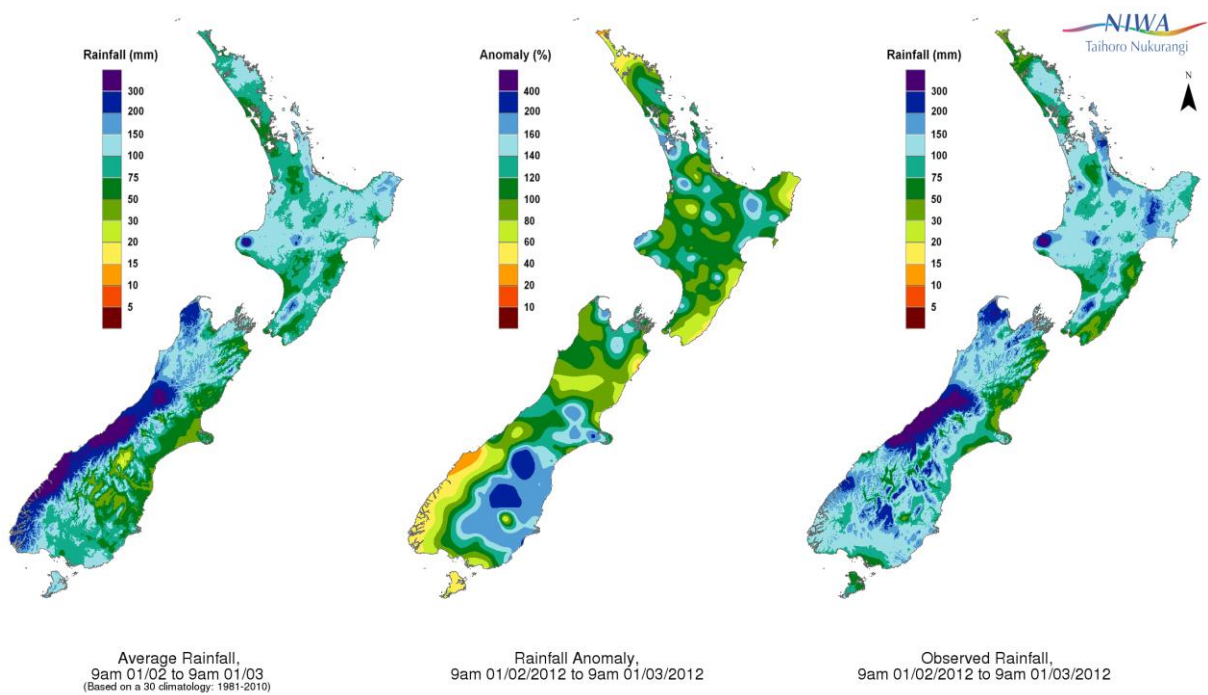 Rainfall (mm)
300
200
150
100
75
50
30
20
15
10
5
Average Rainfall,
9am 01/02 to 9am 01/03
(Based on a 30 climatology: 1981-2010)
Anomaly (%)
400
200
160
140
120
100
80
60
40
20
10
Rainfall Anomaly,
9am 01/02/2012 to 9am 01/03/2012
NIWA
Taihoro Nukurangi
N
Rainfall (mm)
300
200
150
100
75
50
30
20
15
10
5
Observed Rainfall,
9am 01/02/2012 to 9am 01/03/2012